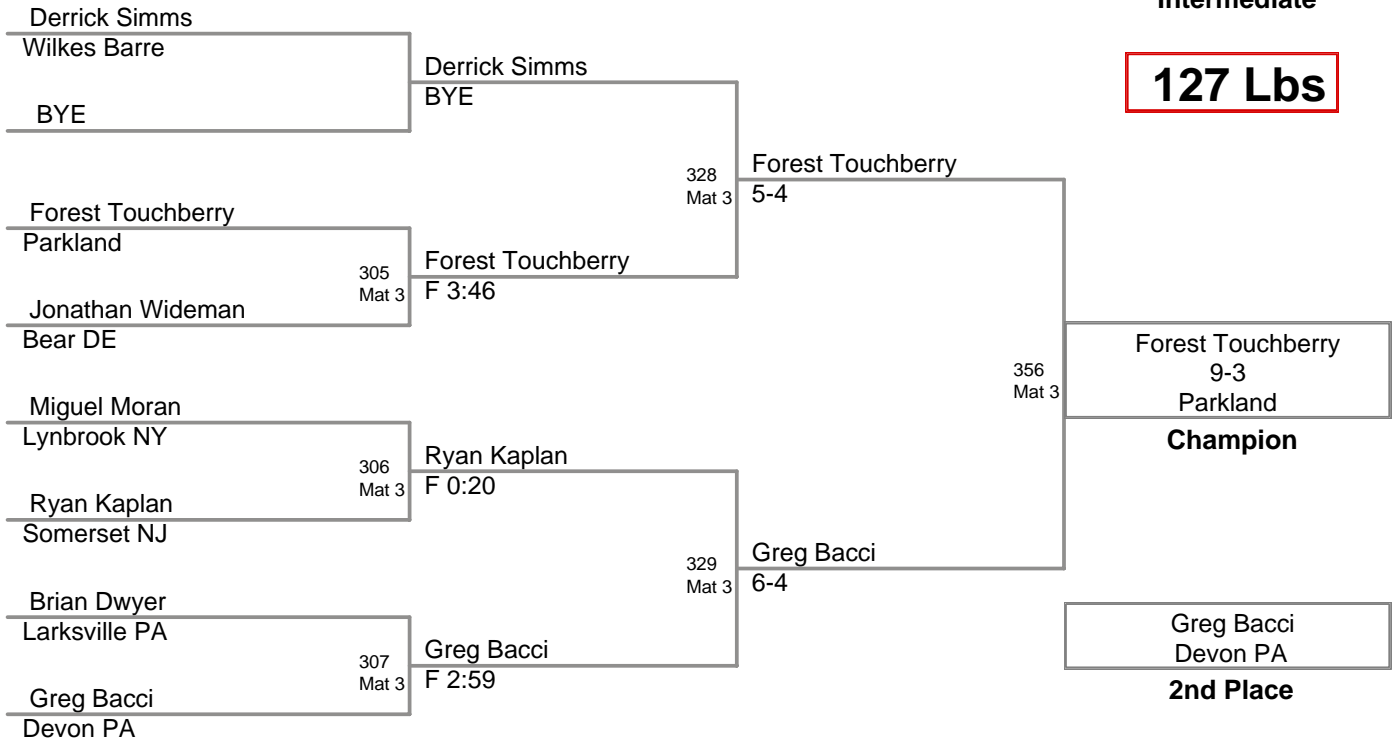 Intermediate
127 Lbs
Derrick Simms
Wilkes Barre
BYE
Forest Touchberry
Parkland
305
Mat 3
Jonathan Wideman
Bear DE
Miguel Moran
Lynbrook NY
306
Mat 3
Ryan Kaplan
Somerset NJ
Brian Dwyer
Larksville PA
307
Mat 3
Greg Bacci
Devon PA
Derrick Simms
BYE
328
Mat 3
Forest Touchberry
F 3:46
Ryan Kaplan
F 0:20
329
Mat 3
Greg Bacci
F 2:59
Forest Touchberry
5-4
356
Mat 3
Greg Bacci
6-4
Forest Touchberry
9-3
Parkland
Champion
Greg Bacci
Devon PA
2nd Place